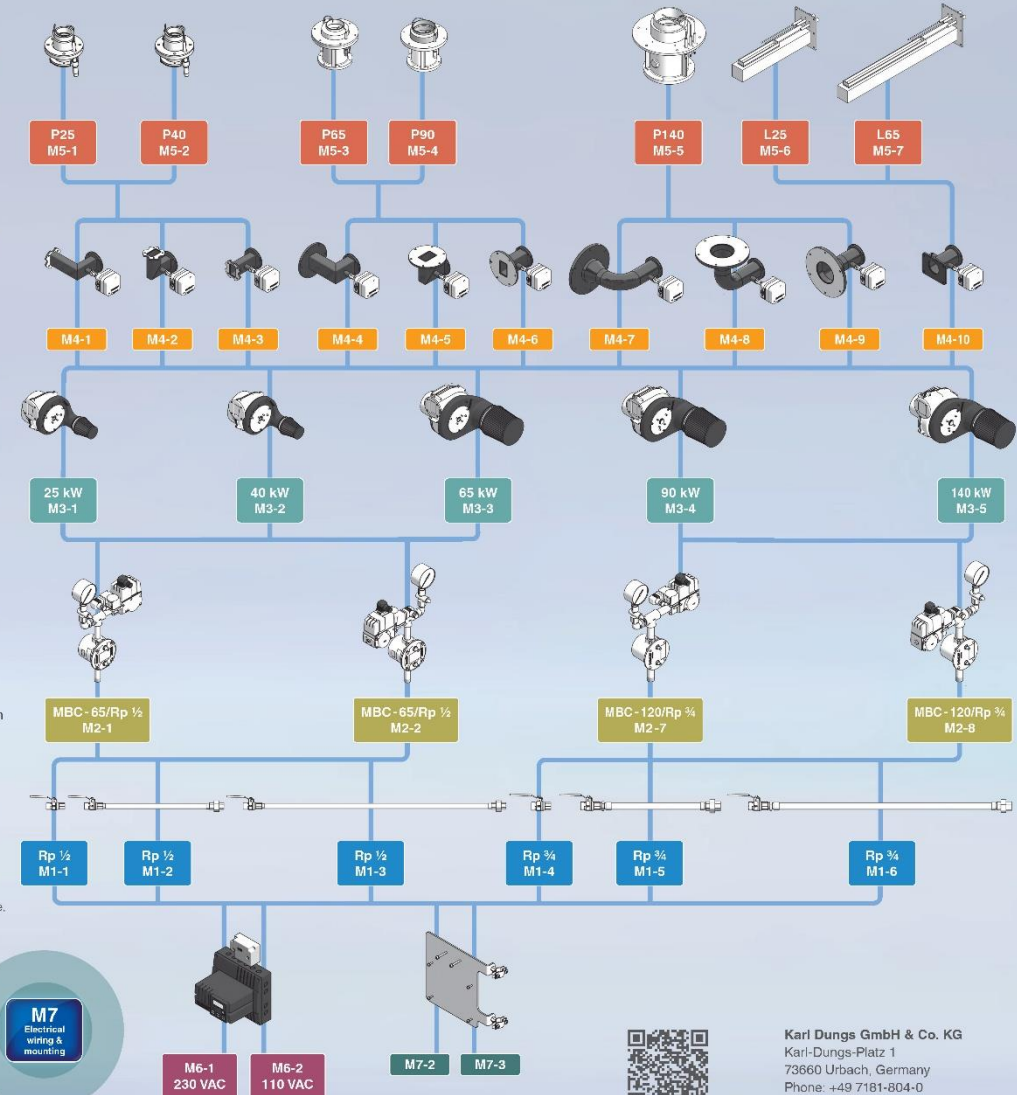 P25
M5-1
P40
M5-2
P65
M5-3
P90
M5-4
P140
M5-5
L25
M5-6
L65
M5-7
M4-1
M4-2
M4-3
M4-4
M4-5
M4-6
M4-7
M4-8
M4-9
M4-10
25 kW
M3-1
40 kW
M3-2
65 kW
M3-3
90 kW
M3-4
140 kW
M3-5
MBC-65/Rp ½
M2-1
MBC-65/Rp ½
M2-2
MBC-120/Rp ¾
M2-7
MBC-120/Rp ¾
M2-8
Rp ½
M1-1
Rp ½
M1-2
Rp ½
M1-3
Rp ¾
M1-4
Rp ¾
M1-5
Rp ¾
M1-6
M7
Electrical
wiring &
mounting
M6-1
230 VAC
M6-2
110 VAC
M7-2
M7-3
Karl Dungs GmbH & Co. KG
Karl-Dungs-Platz 1
73660 Urbach, Germany
Phone: +49 7181-804-0